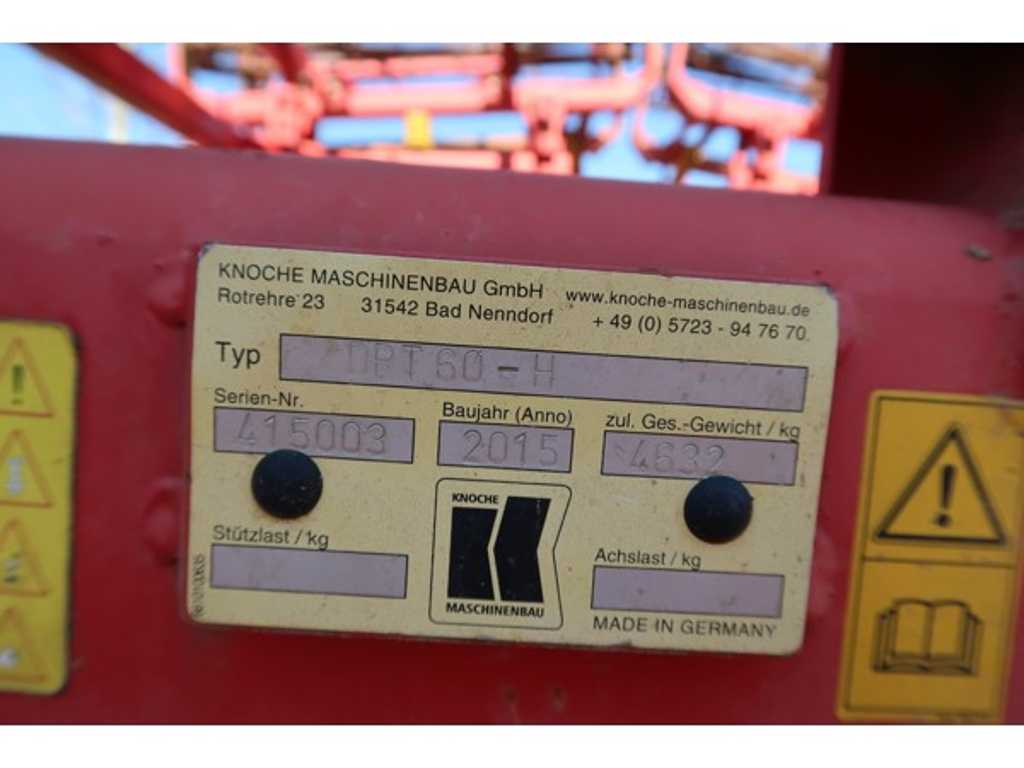 KNOCHE MASCHINENBAU GmbH www.knoche-maschinenbau.de
Rotrehre 23 31542 Bad Nenndorf + 49 (0) 5723 - 94 76 70
Typ DPT 60 - H
Serien-Nr. Baujahr (Anno) zul. Ges.-Gewicht / kg
415003 2015 4632
Stützlast / kg
KNOCHE
MASCHINENBAU
Achslast / kg
MADE IN GERMANY